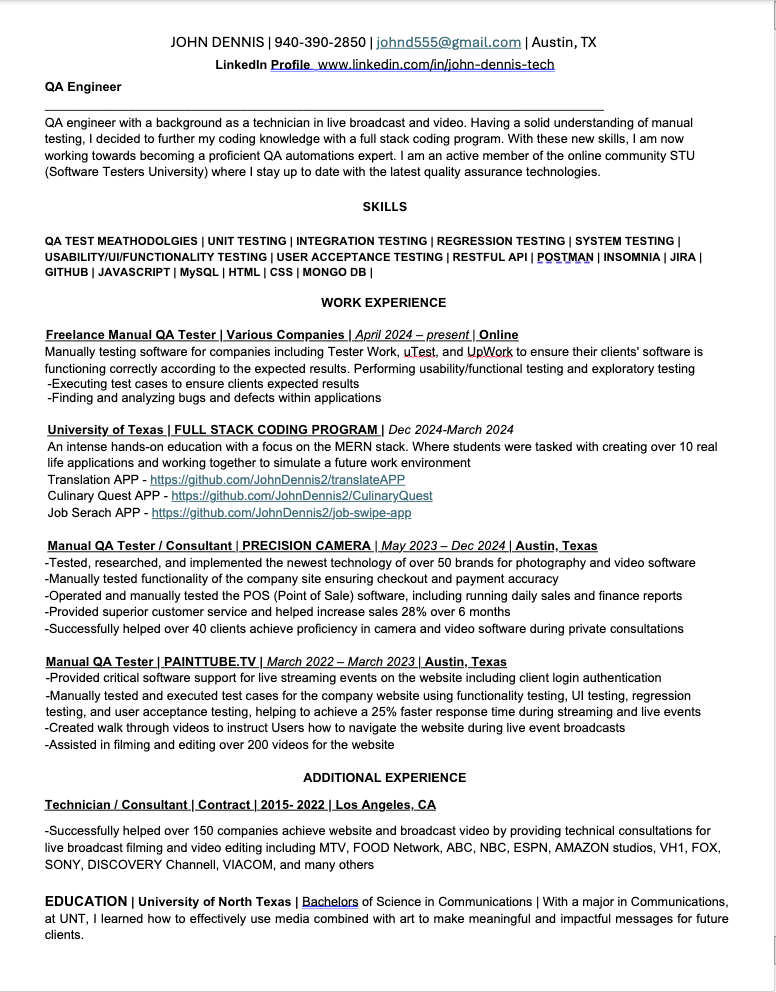 JOHN DENNIS | 940-390-2850 | johnd555@gmail.com | Austin, TX
LinkedIn Profile  www.linkedin.com/in/john-dennis-tech
QA Engineer
QA engineer with a background as a technician in live broadcast and video. Having a solid understanding of manual
testing, I decided to further my coding knowledge with a full stack coding program. With these new skills, I am now
working towards becoming a proficient QA automations expert. I am an active member of the online community STU
(Software Testers University) where I stay up to date with the latest quality assurance technologies.
SKILLS
QA TEST MEATHODOLGIES | UNIT TESTING | INTEGRATION TESTING | REGRESSION TESTING | SYSTEM TESTING |
USABILITY/UI/FUNCTIONALITY TESTING | USER ACCEPTANCE TESTING | RESTFUL API | POSTMAN | INSOMNIA | JIRA |
GITHUB | JAVASCRIPT | MySQL | HTML | CSS | MONGO DB |
WORK EXPERIENCE
Freelance Manual QA Tester | Various Companies | April 2024 – present | Online
Manually testing software for companies including Tester Work, uTest, and UpWork to ensure their clients' software is
functioning correctly according to the expected results. Performing usability/functional testing and exploratory testing
-Executing test cases to ensure clients expected results
-Finding and analyzing bugs and defects within applications
University of Texas | FULL STACK CODING PROGRAM | Dec 2024-March 2024
An intense hands-on education with a focus on the MERN stack. Where students were tasked with creating over 10 real
life applications and working together to simulate a future work environment
Translation APP - https://github.com/JohnDennis2/translateAPP
Culinary Quest APP - https://github.com/JohnDennis2/CulinaryQuest
Job Serach APP - https://github.com/JohnDennis2/job-swipe-app
Manual QA Tester / Consultant | PRECISION CAMERA | May 2023 – Dec 2024 | Austin, Texas
-Tested, researched, and implemented the newest technology of over 50 brands for photography and video software
-Manually tested functionality of the company site ensuring checkout and payment accuracy
-Operated and manually tested the POS (Point of Sale) software, including running daily sales and finance reports
-Provided superior customer service and helped increase sales 28% over 6 months
-Successfully helped over 40 clients achieve proficiency in camera and video software during private consultations
Manual QA Tester | PAINTTUBE.TV | March 2022 – March 2023 | Austin, Texas
-Provided critical software support for live streaming events on the website including client login authentication
-Manually tested and executed test cases for the company website using functionality testing, UI testing, regression
testing, and user acceptance testing, helping to achieve a 25% faster response time during streaming and live events
-Created walk through videos to instruct Users how to navigate the website during live event broadcasts
-Assisted in filming and editing over 200 videos for the website
ADDITIONAL EXPERIENCE
Technician / Consultant | Contract | 2015- 2022 | Los Angeles, CA
-Successfully helped over 150 companies achieve website and broadcast video by providing technical consultations for
live broadcast filming and video editing including MTV, FOOD Network, ABC, NBC, ESPN, AMAZON studios, VH1, FOX,
SONY, DISCOVERY Channell, VIACOM, and many others
EDUCATION | University of North Texas | Bachelors of Science in Communications | With a major in Communications,
at UNT, I learned how to effectively use media combined with art to make meaningful and impactful messages for future
clients.